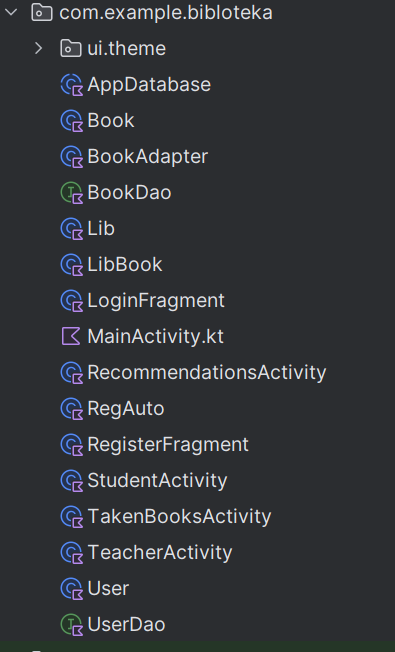 com.example.bibloteka
ui.theme
AppDatabase
Book
BookAdapter
BookDao
Lib
LibBook
LoginFragment
MainActivity.kt
RecommendationsActivity
RegAuto
RegisterFragment
StudentActivity
TakenBooksActivity
TeacherActivity
User
UserDao